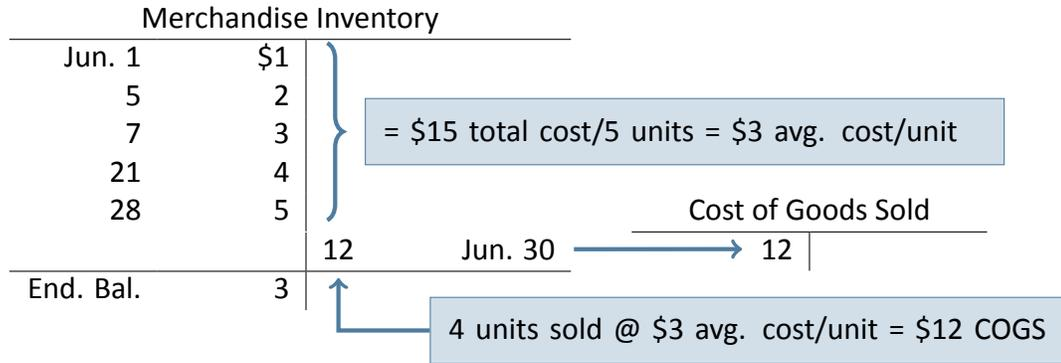 Merchandise Inventory
Jun. 1 $1
5 2
7 3
= $15 total cost/5 units = $3 avg. cost/unit
21 4
28 5
Cost of Goods Sold
12 Jun. 30 12
End. Bal. 3
4 units sold @ $3 avg. cost/unit = $12 COGS